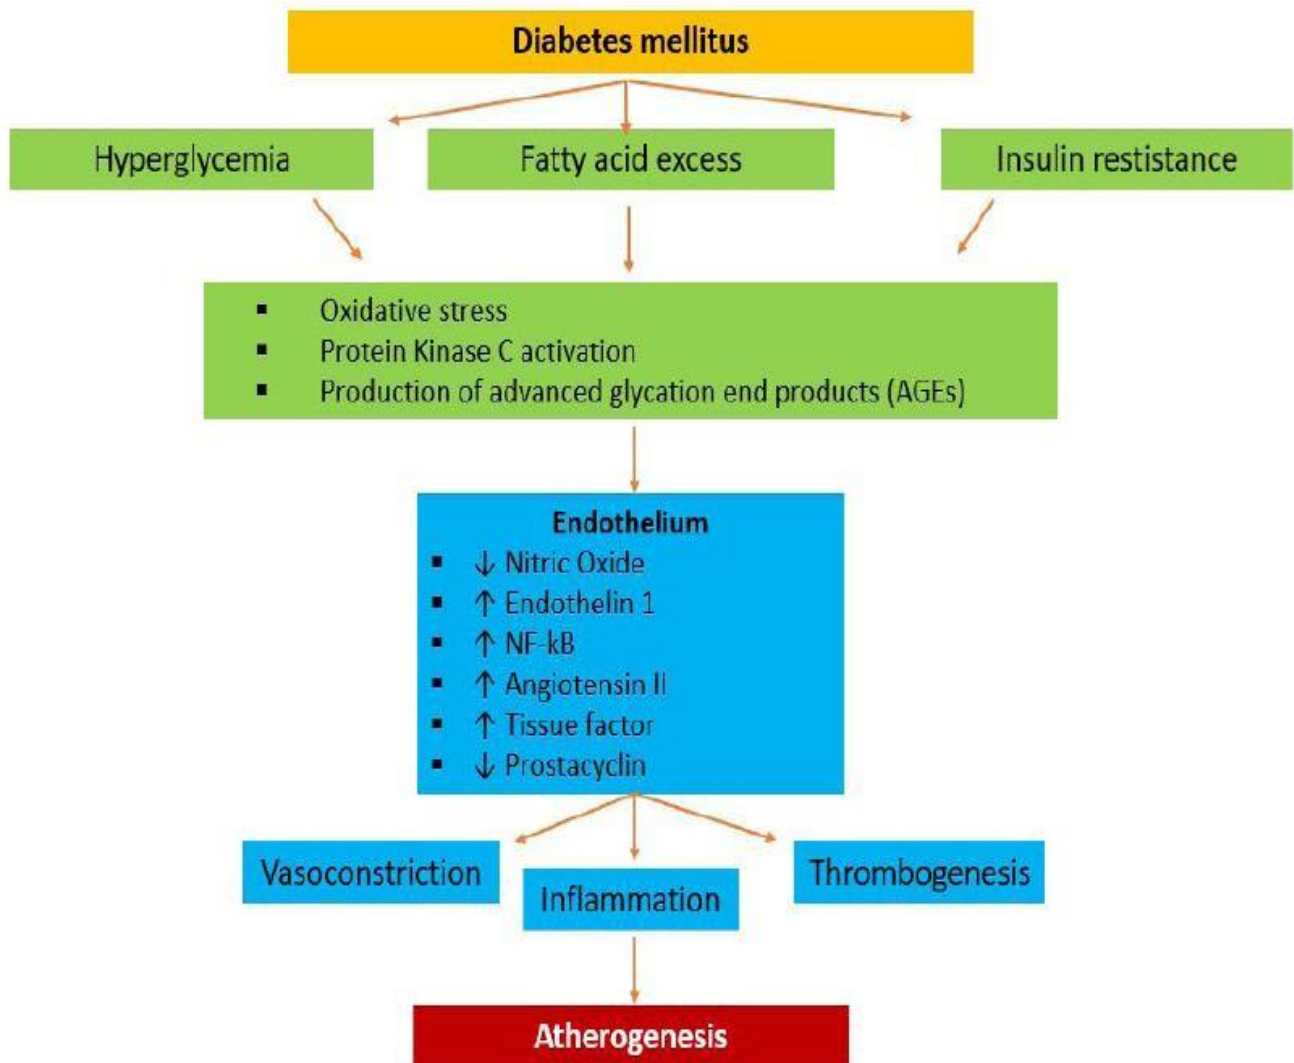 Diabetes mellitus
Hyperglycemia
Fatty acid excess
Insulin restistance
▪ Oxidative stress
▪ Protein Kinase C activation
▪ Production of advanced glycation end products (AGEs)
Endothelium
▪ ↓ Nitric Oxide
▪ ↑ Endothelin 1
▪ ↑ NF-kB
▪ ↑ Angiotensin II
▪ ↑ Tissue factor
▪ ↓ Prostacyclin
Vasoconstriction
Inflammation
Thrombogenesis
Atherogenesis